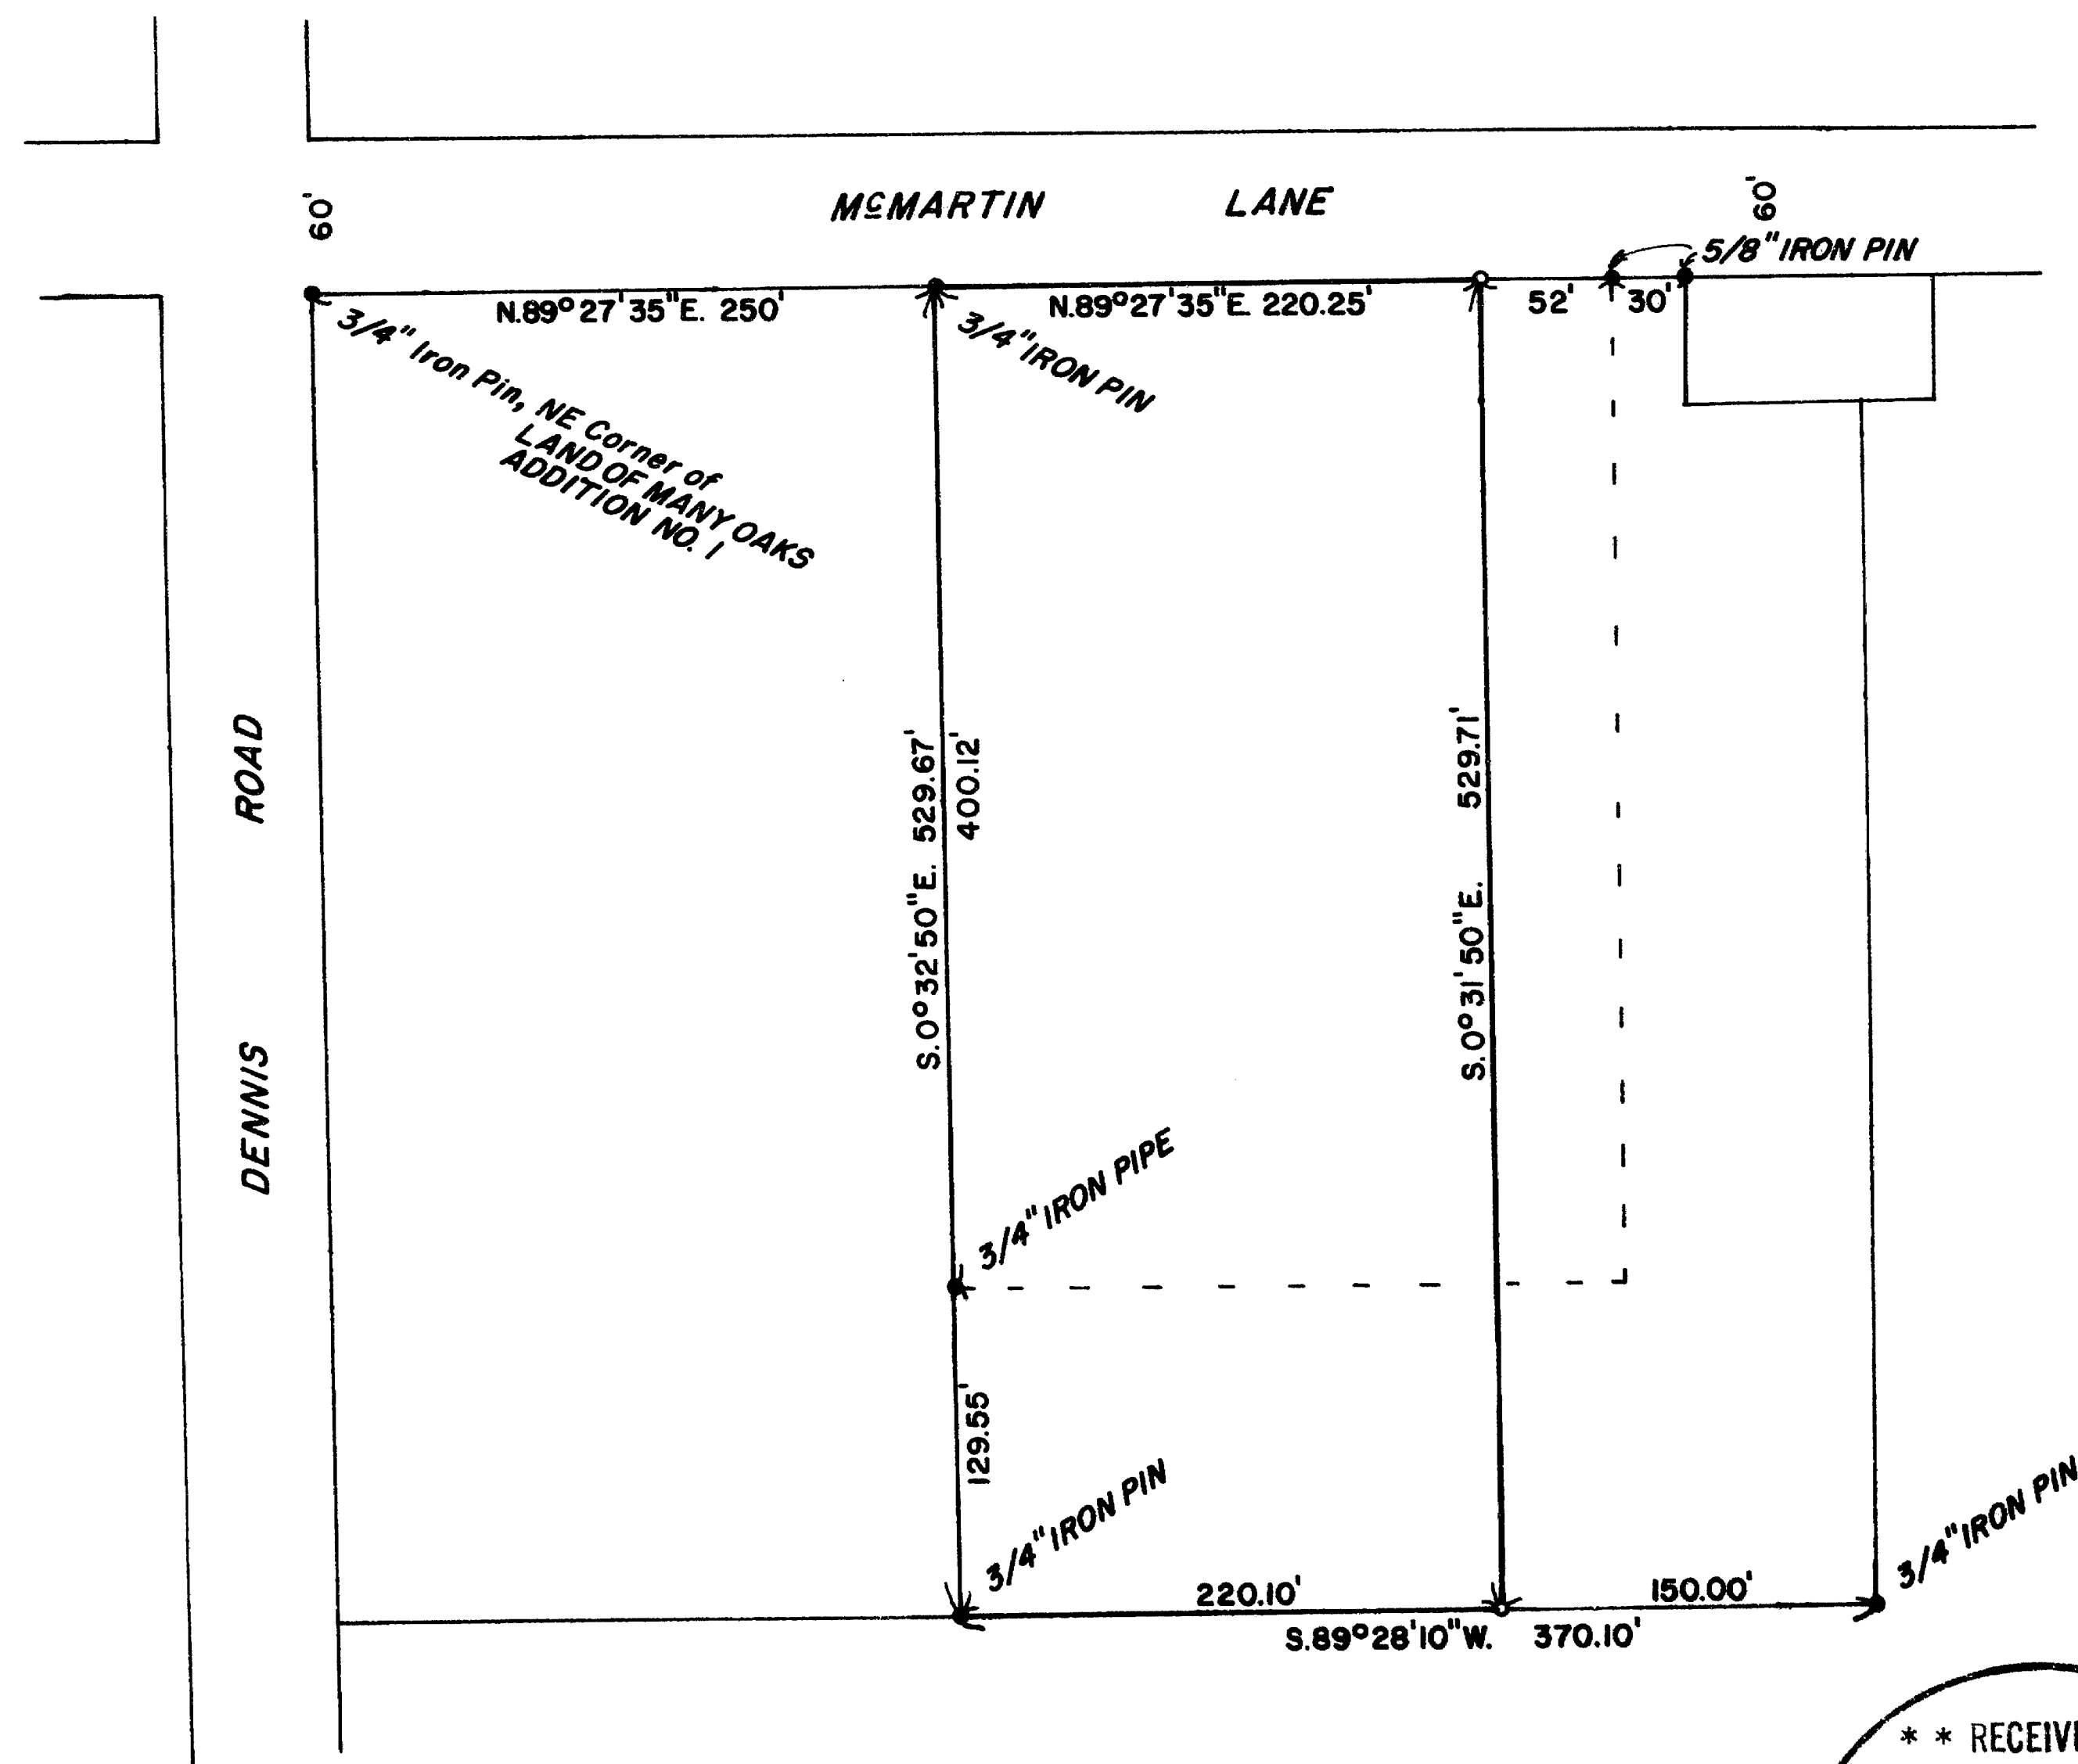 McMARTIN LANE
60'
60'
5/8" IRON PIN
N.89°27'35"E. 250'
N.89°27'35"E. 220.25'
52'
30'
3/4" Iron Pin, NE Corner of
LAND OF MANY OAKS
ADDITION NO. 1
3/4" IRON PIN
DENNIS ROAD
S.0°32'50"E. 529.67'
400.12'
S.0°31'50"E. 529.71'
3/4" IRON PIPE
129.55'
3/4" IRON PIN
3/4" IRON PIN
220.10'
150.00'
S.89°28'10"W. 370.10'
* * RECEIVE